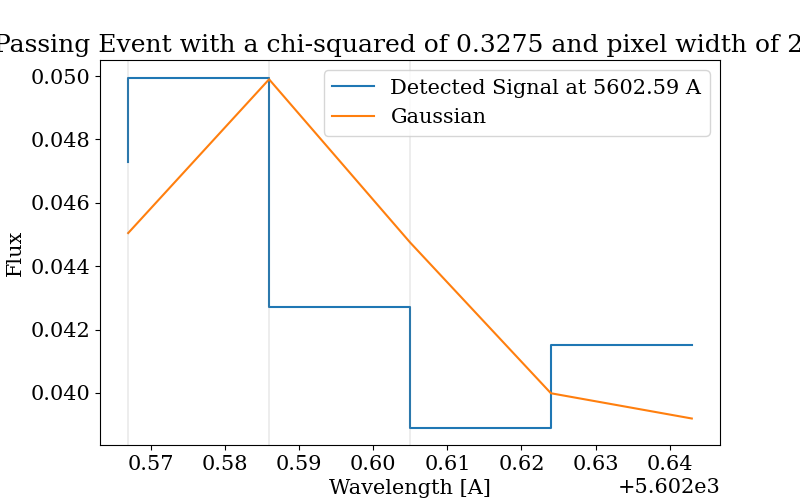 Passing Event with a chi-squared of 0.3275 and pixel width of 2
Detected Signal at 5602.59 A
Gaussian
Flux
0.050
0.048
0.046
0.044
0.042
0.040
0.57 0.58 0.59 0.60 0.61 0.62 0.63 0.64
Wavelength [A]
+5.602e3